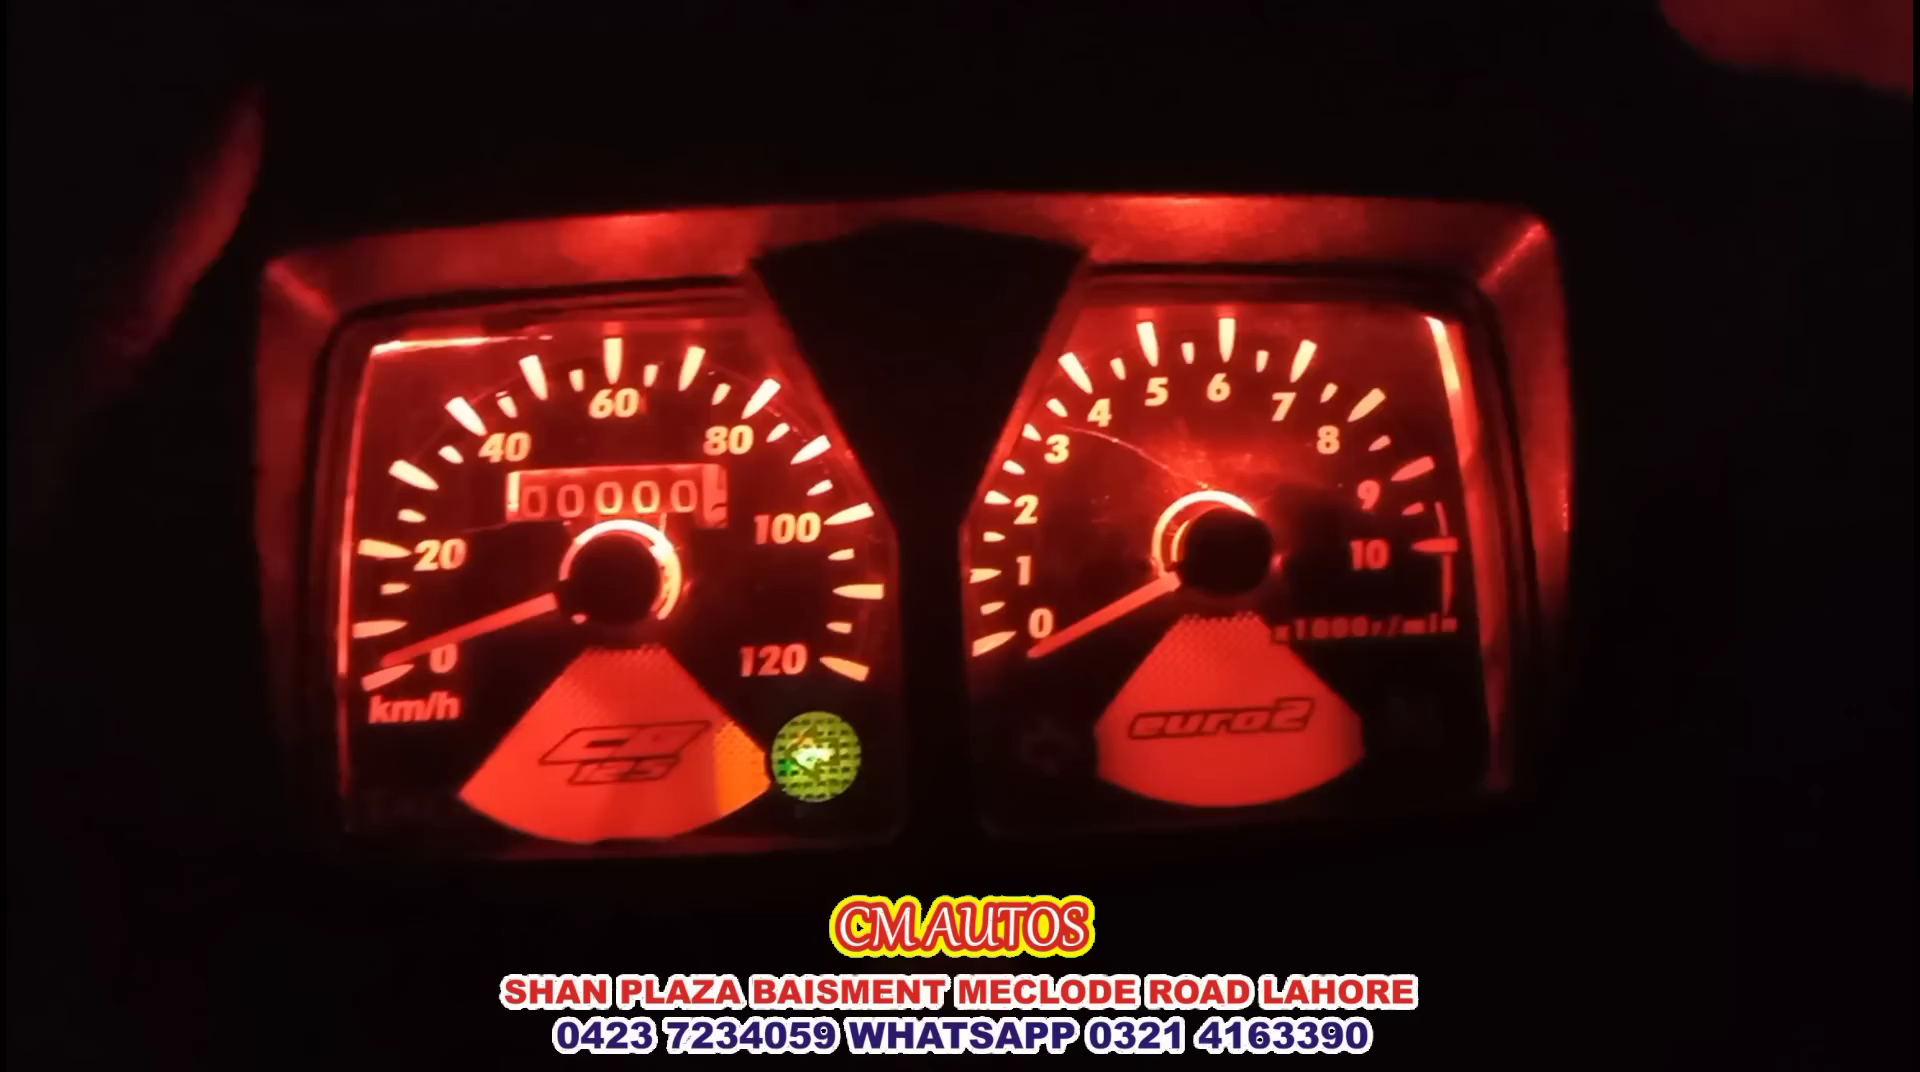 60
40
80
00000
20
100
0
120
km/h
CG
125
5
6
4
7
3
8
2
9
1
10
0
x1000r/min
euro2
CM AUTOS
SHAN PLAZA BAISMENT MECLODE ROAD LAHORE
0423 7234059 WHATSAPP 0321 4163390